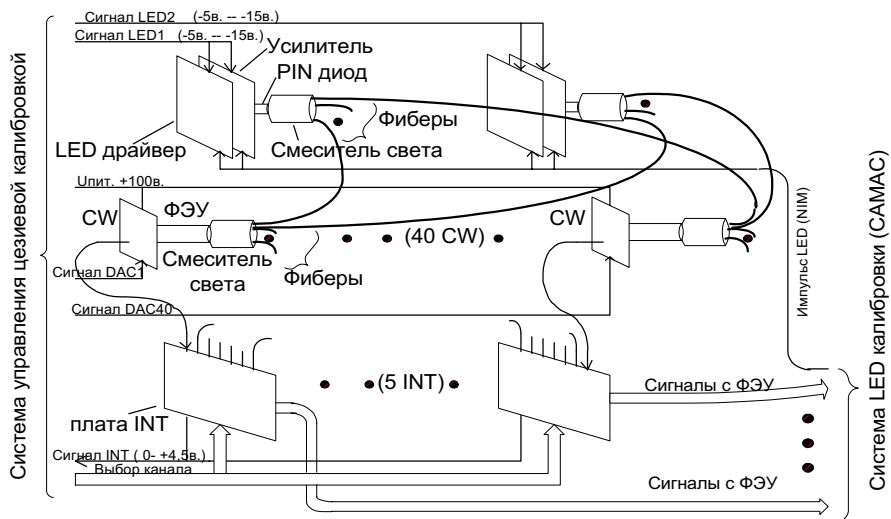 Система управления цезиевой калибровкой
Сигнал LED2 (-5в. -- -15в.)
Сигнал LED1 (-5в. -- -15в.)
Усилитель
PIN диод
Фиберы
LED драйвер
Смеситель света
Uпит. +100в.
CW
ФЭУ
(40 CW)
CW
Смеситель
света
Фиберы
Сигнал DAC1
Сигнал DAC40
Импульс LED (NIM)
(5 INT)
плата INT
Сигналы с ФЭУ
Сигнал INT ( 0- +4,5в.)
Выбор канала
Сигналы с ФЭУ
Система LED калибровки (CAMAC)